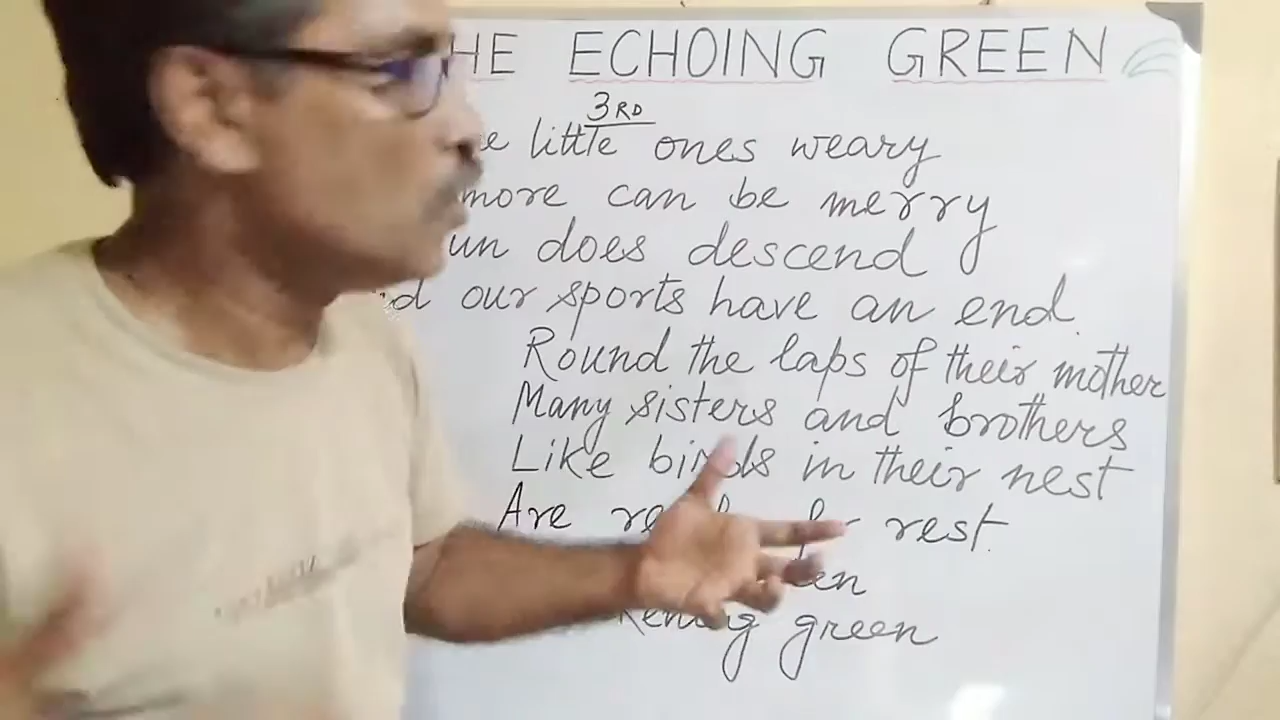 HE ECHOING GREEN
3RD
e little ones weary
more can be merry
un does descend
d our sports have an end.
Round the laps of their mother
Many sisters and brothers
Like birds in their nest
Are rest.
green